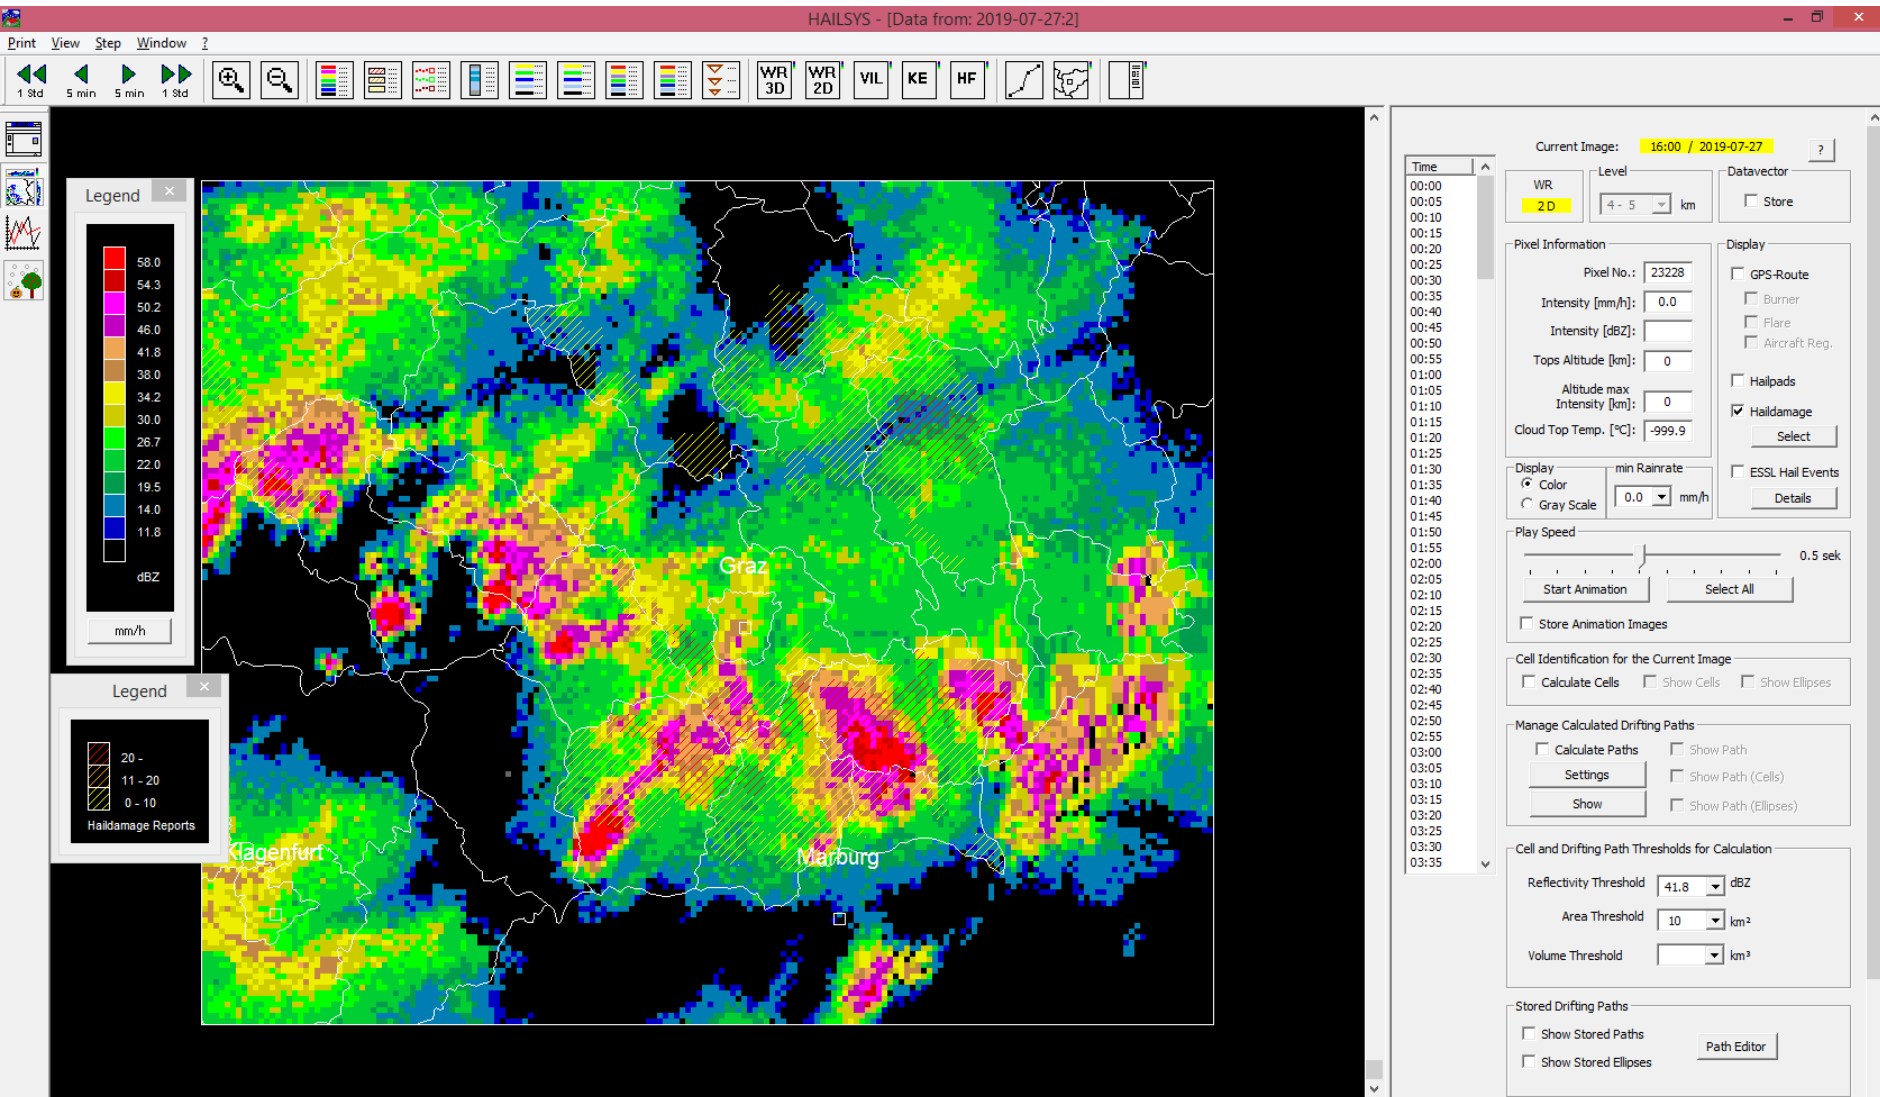 HAILSYS - [Data from: 2019-07-27:2]
Print View Step Window ?
1 Std 5 min 5 min 1 Std
WR 3D
WR 2D
VIL
KE
HF
Legend
58.0
54.3
50.2
46.0
41.8
38.0
34.2
30.0
26.7
22.0
19.5
14.0
11.8
dBZ
mm/h
Legend
20 -
11 - 20
0 - 10
Haildamage Reports
Graz
Klagenfurt
Marburg
Time
00:00
00:05
00:10
00:15
00:20
00:25
00:30
00:35
00:40
00:45
00:50
00:55
01:00
01:05
01:10
01:15
01:20
01:25
01:30
01:35
01:40
01:45
01:50
01:55
02:00
02:05
02:10
02:15
02:20
02:25
02:30
02:35
02:40
02:45
02:50
02:55
03:00
03:05
03:10
03:15
03:20
03:25
03:30
03:35
Current Image: 16:00 / 2019-07-27 ?
WR
2 D
Level
4 - 5 km
Datavector
Store
Pixel Information
Pixel No.: 23228
Intensity [mm/h]: 0.0
Intensity [dBZ]:
Tops Altitude [km]: 0
Altitude max
Intensity [km]: 0
Cloud Top Temp. [ºC]: -999.9
Display
GPS-Route
Burner
Flare
Aircraft Reg.
Hailpads
Haildamage
Select
ESSL Hail Events
Details
Display
Color
Gray Scale
min Rainrate
0.0 mm/h
Play Speed
0.5 sek
Start Animation Select All
Store Animation Images
Cell Identification for the Current Image
Calculate Cells Show Cells Show Ellipses
Manage Calculated Drifting Paths
Calculate Paths Show Path
Settings Show Path (Cells)
Show Show Path (Ellipses)
Cell and Drifting Path Thresholds for Calculation
Reflectivity Threshold 41.8 dBZ
Area Threshold 10 km²
Volume Threshold km³
Stored Drifting Paths
Show Stored Paths
Path Editor
Show Stored Ellipses